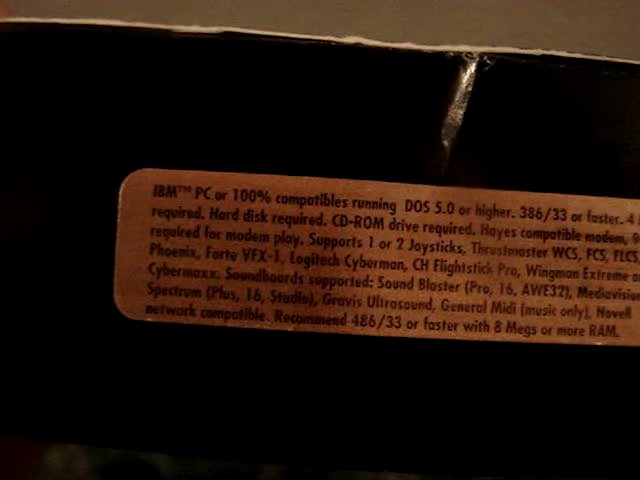 IBM™ PC or 100% compatibles running DOS 5.0 or higher. 386/33 or faster. 4
required. Hard disk required. CD-ROM drive required. Hayes compatible modem,
required for modem play. Supports 1 or 2 Joysticks, Thrustmaster WCS, FCS, FLCS,
Phoenix, Forte VFX-1, Logitech Cyberman, CH Flightstick Pro, Wingman Extreme
Cybermaxx. Soundboards supported: Sound Blaster (Pro, 16, AWE32), Mediavision
Spectrum (Plus, 16, Studio), Gravis Ultrasound, General Midi (music only), Novell
network compatible. Recommend 486/33 or faster with 8 Megs or more RAM.